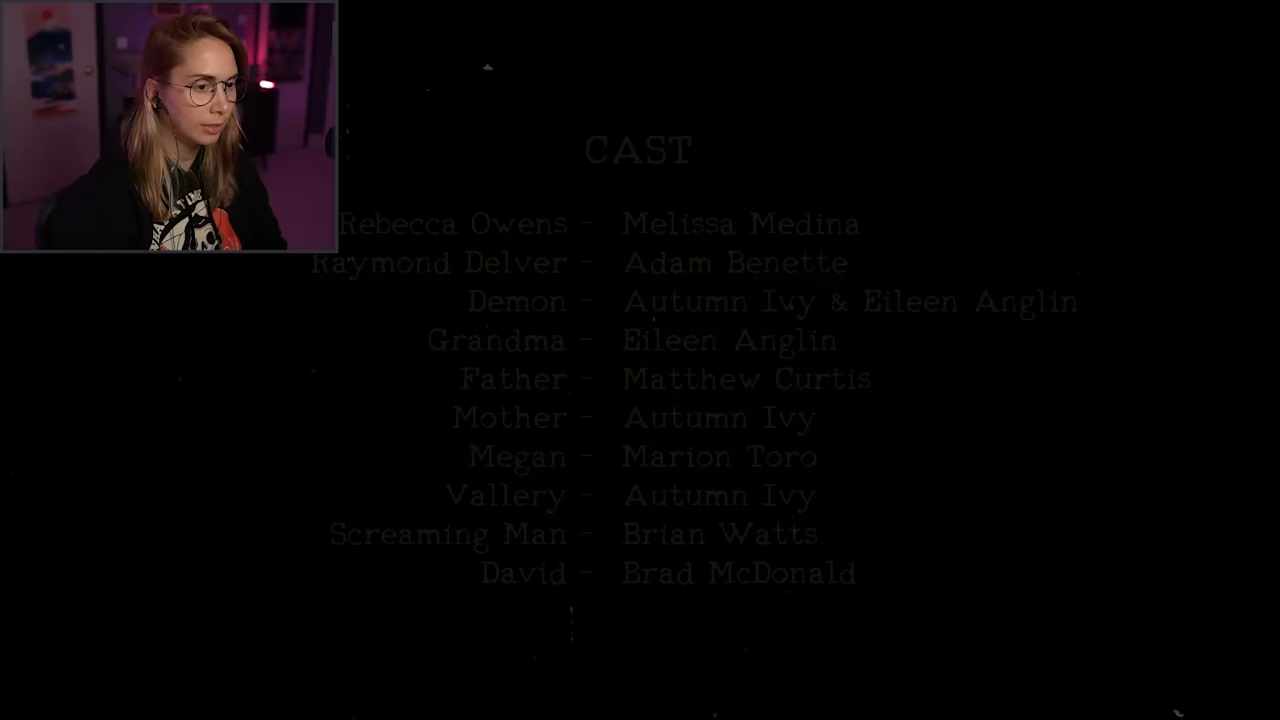 CAST
Rebecca Owens - Melissa Medina
Raymond Delver - Adam Benette
Demon - Autumn Ivy & Eileen Anglin
Grandma - Eileen Anglin
Father - Matthew Curtis
Mother - Autumn Ivy
Megan - Marion Toro
Vallery - Autumn Ivy
Screaming Man - Brian Watts
David - Brad McDonald